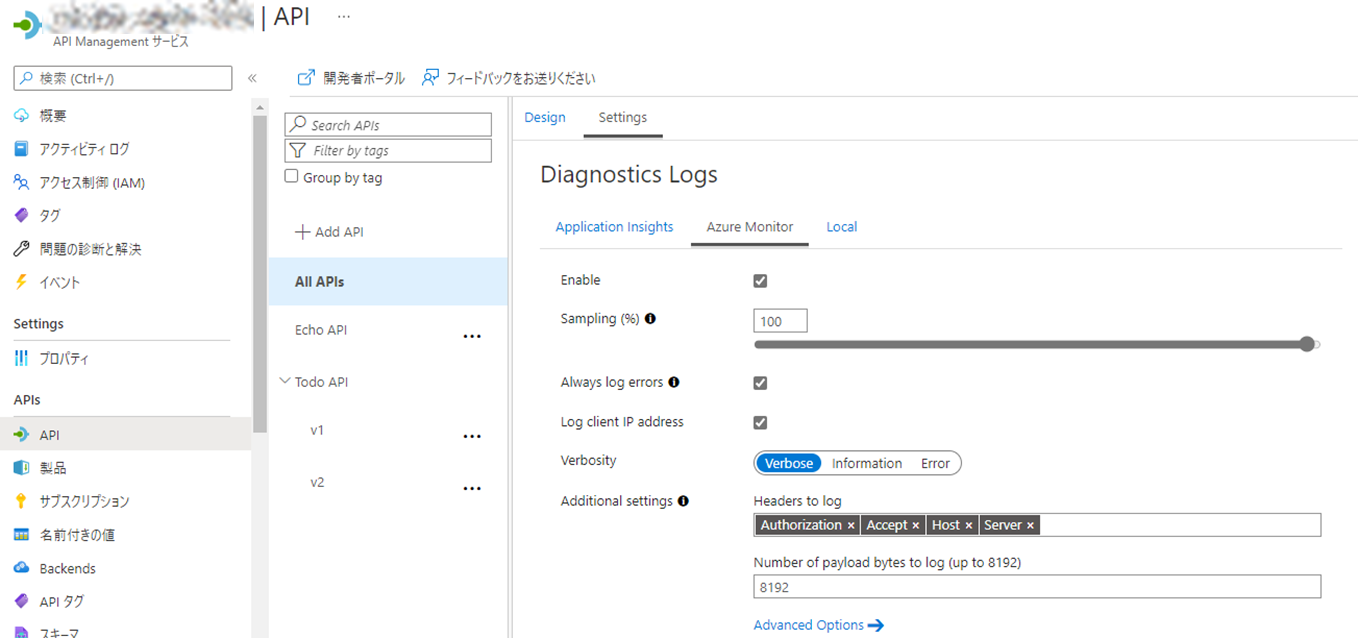 | API ...
API Management サービス
検索 (Ctrl+/)
«
概要
アクティビティ ログ
アクセス制御 (IAM)
タグ
問題の診断と解決
イベント
Settings
プロパティ
APIs
API
製品
サブスクリプション
名前付きの値
Backends
API タグ
スキーマ
開発者ポータル
フィードバックをお送りください
Search APIs
Filter by tags
Group by tag
Add API
All APIs
Echo API ...
Todo API
v1 ...
v2 ...
Design Settings
Diagnostics Logs
Application Insights Azure Monitor Local
Enable
Sampling (%) 100
Always log errors
Log client IP address
Verbosity Verbose Information Error
Additional settings Headers to log
Authorization × Accept × Host × Server ×
Number of payload bytes to log (up to 8192)
8192
Advanced Options